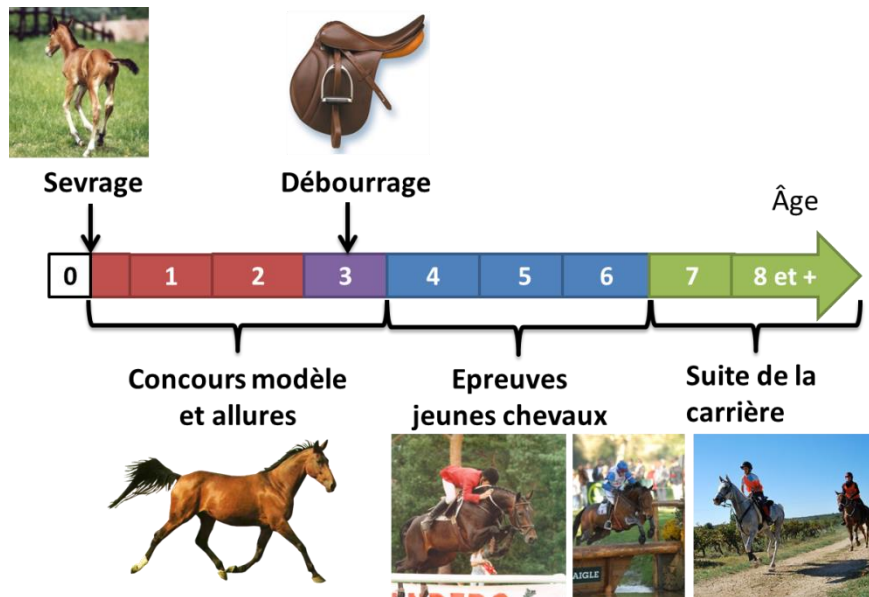 Sevrage
Débourrage
Âge
0 1 2 3 4 5 6 7 8 et +
Concours modèle
et allures
Epreuves
jeunes chevaux
Suite de la
carrière
AIGLE